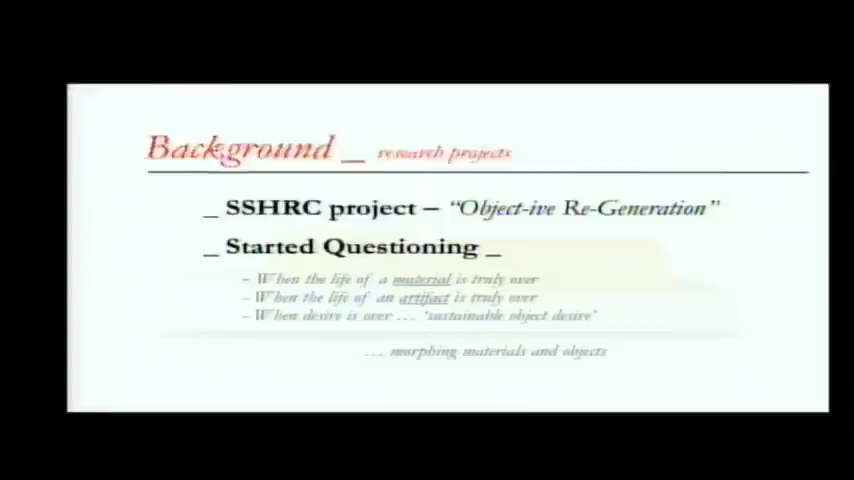 Background _ research projects
_ SSHRC project – “Object-ive Re-Generation”
_ Started Questioning _
- When the life of a material is truly over
- When the life of an artifact is truly over
- When desire is over … ‘sustainable object desire’
… morphing materials and objects